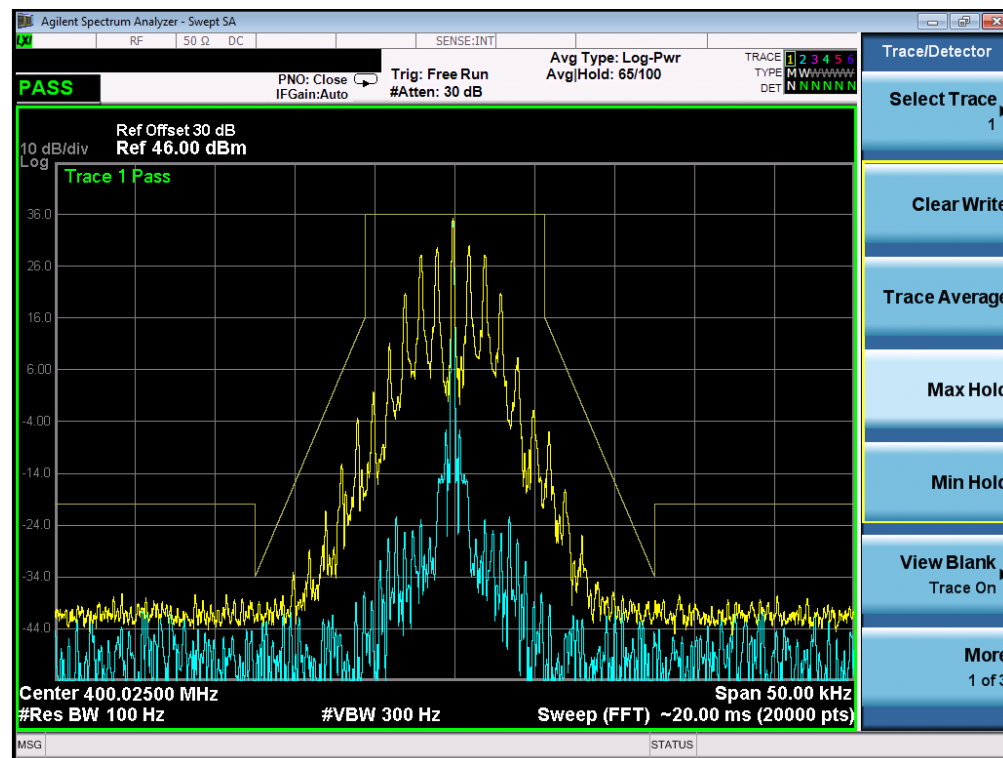 Agilent Spectrum Analyzer - Swept SA
LXI RF 50 Ω DC SENSE:INT
PASS
PNO: Close
IFGain:Auto
Trig: Free Run
#Atten: 30 dB
Avg Type: Log-Pwr
Avg|Hold: 65/100
TRACE 1 2 3 4 5 6
TYPE M W W W W W
DET N N N N N N
Ref Offset 30 dB
10 dB/div Ref 46.00 dBm
Log
Trace 1 Pass
36.0
26.0
16.0
6.00
-4.00
-14.0
-24.0
-34.0
-44.0
Center 400.02500 MHz Span 50.00 kHz
#Res BW 100 Hz #VBW 300 Hz Sweep (FFT) ~20.00 ms (20000 pts)
MSG STATUS
Trace/Detector
Select Trace
1
Clear Write
Trace Average
Max Hold
Min Hold
View Blank
Trace On
More
1 of 3